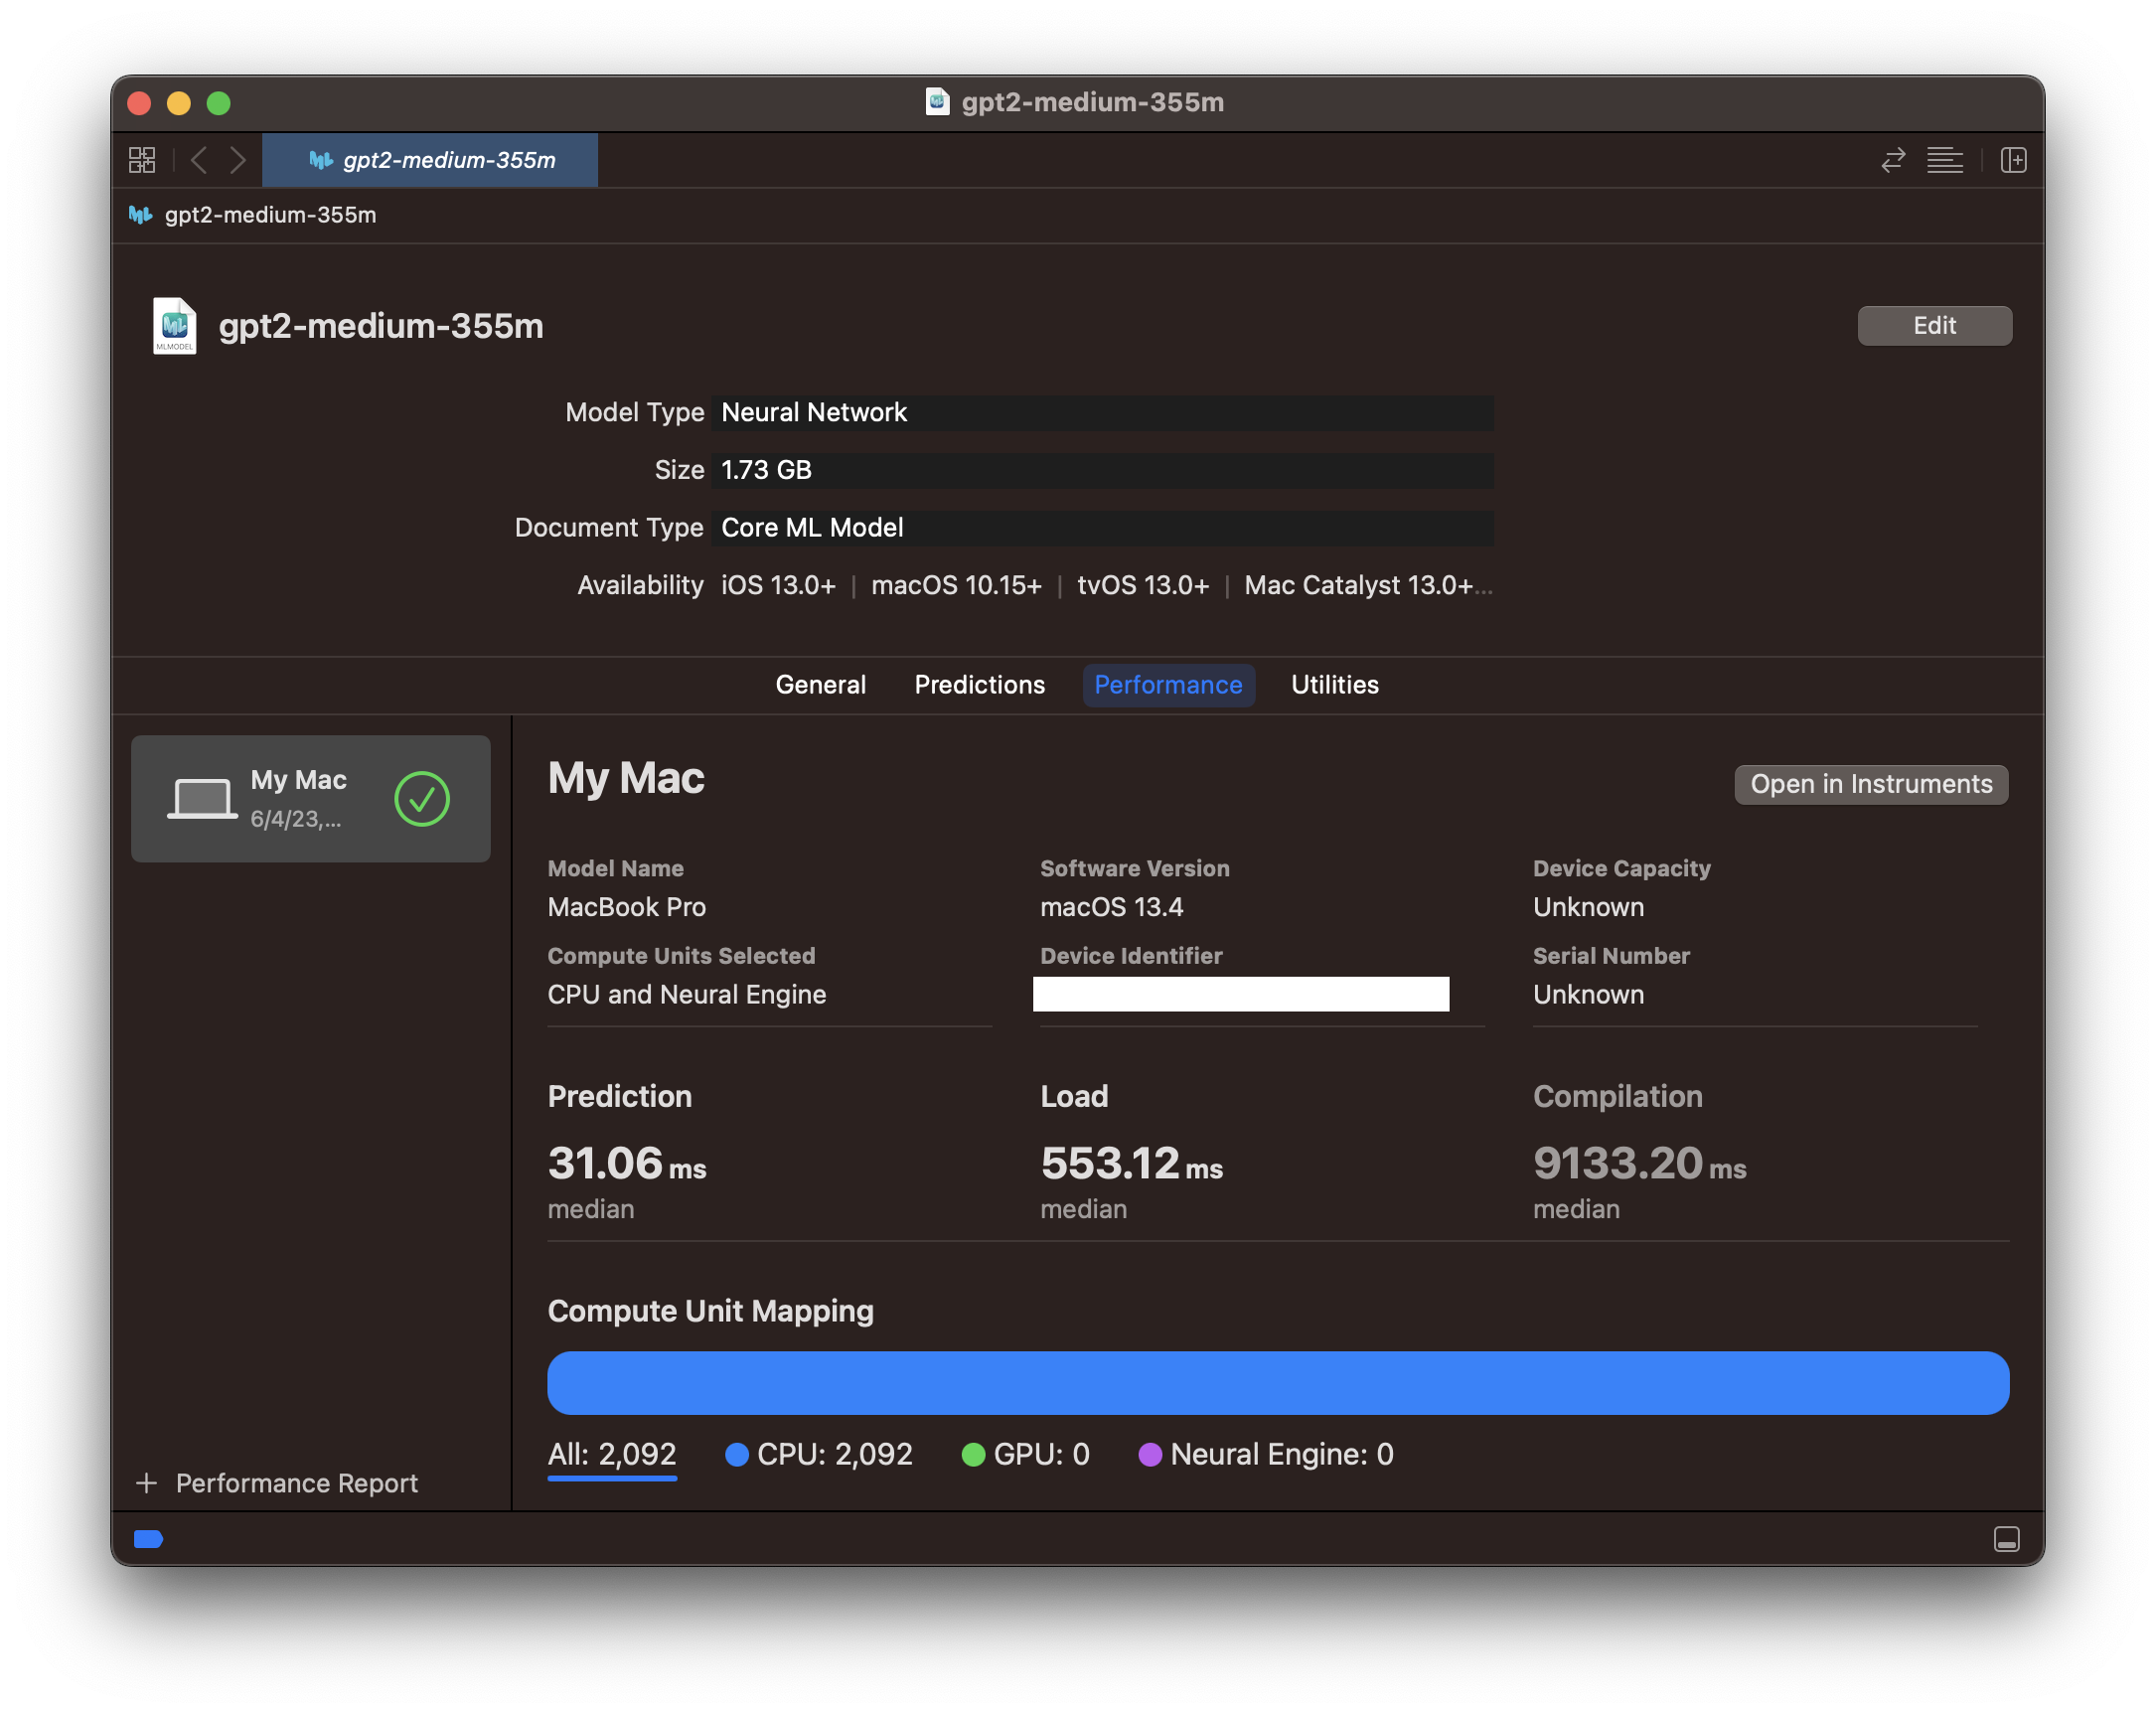 gpt2-medium-355m
gpt2-medium-355m
gpt2-medium-355m
MLMODEL
gpt2-medium-355m
Edit
Model Type Neural Network
Size 1.73 GB
Document Type Core ML Model
Availability iOS 13.0+ | macOS 10.15+ | tvOS 13.0+ | Mac Catalyst 13.0+...
General Predictions Performance Utilities
My Mac
6/4/23,...
My Mac
Open in Instruments
Model Name Software Version Device Capacity
MacBook Pro macOS 13.4 Unknown
Compute Units Selected Device Identifier Serial Number
CPU and Neural Engine Unknown
Prediction Load Compilation
31.06 ms 553.12 ms 9133.20 ms
median median median
Compute Unit Mapping
All: 2,092 CPU: 2,092 GPU: 0 Neural Engine: 0
+ Performance Report